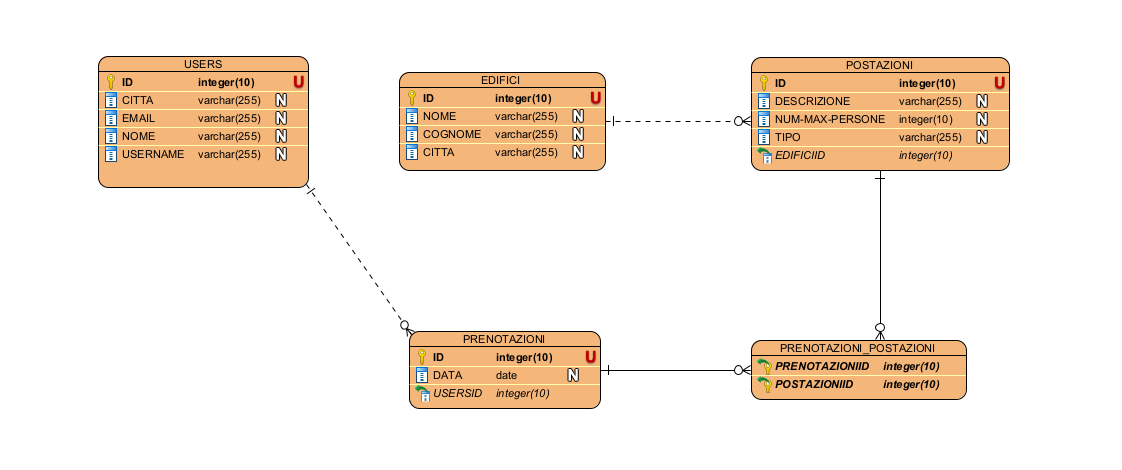 USERS
ID integer(10) U
CITTA varchar(255) N
EMAIL varchar(255) N
NOME varchar(255) N
USERNAME varchar(255) N
EDIFICI
ID integer(10) U
NOME varchar(255) N
COGNOME varchar(255) N
CITTA varchar(255) N
POSTAZIONI
ID integer(10) U
DESCRIZIONE varchar(255) N
NUM-MAX-PERSONE integer(10) N
TIPO varchar(255) N
EDIFICIID integer(10)
PRENOTAZIONI
ID integer(10) U
DATA date N
USERSID integer(10)
PRENOTAZIONI_POSTAZIONI
PRENOTAZIONIID integer(10)
POSTAZIONIID integer(10)